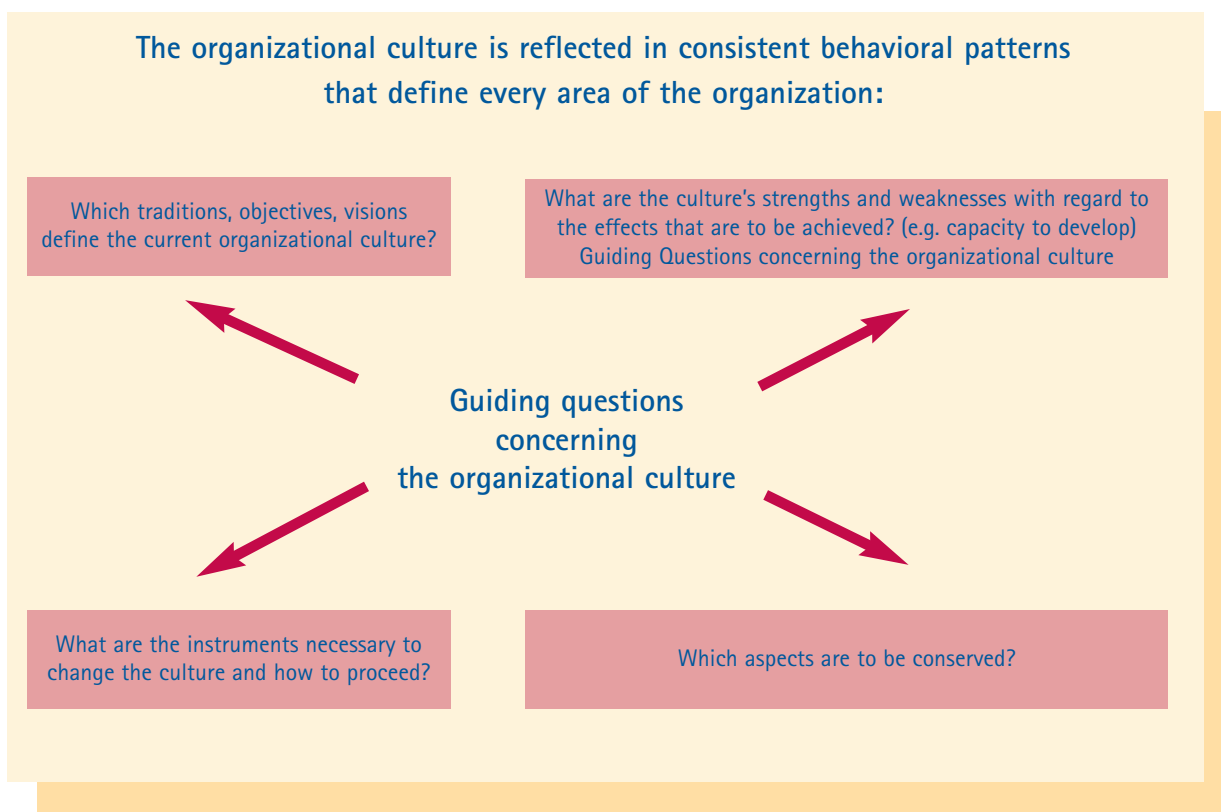 The organizational culture is reflected in consistent behavioral patterns
that define every area of the organization:
Which traditions, objectives, visions
define the current organizational culture?
What are the culture's strengths and weaknesses with regard to
the effects that are to be achieved? (e.g. capacity to develop)
Guiding Questions concerning the organizational culture
Guiding questions
concerning
the organizational culture
What are the instruments necessary to
change the culture and how to proceed?
Which aspects are to be conserved?